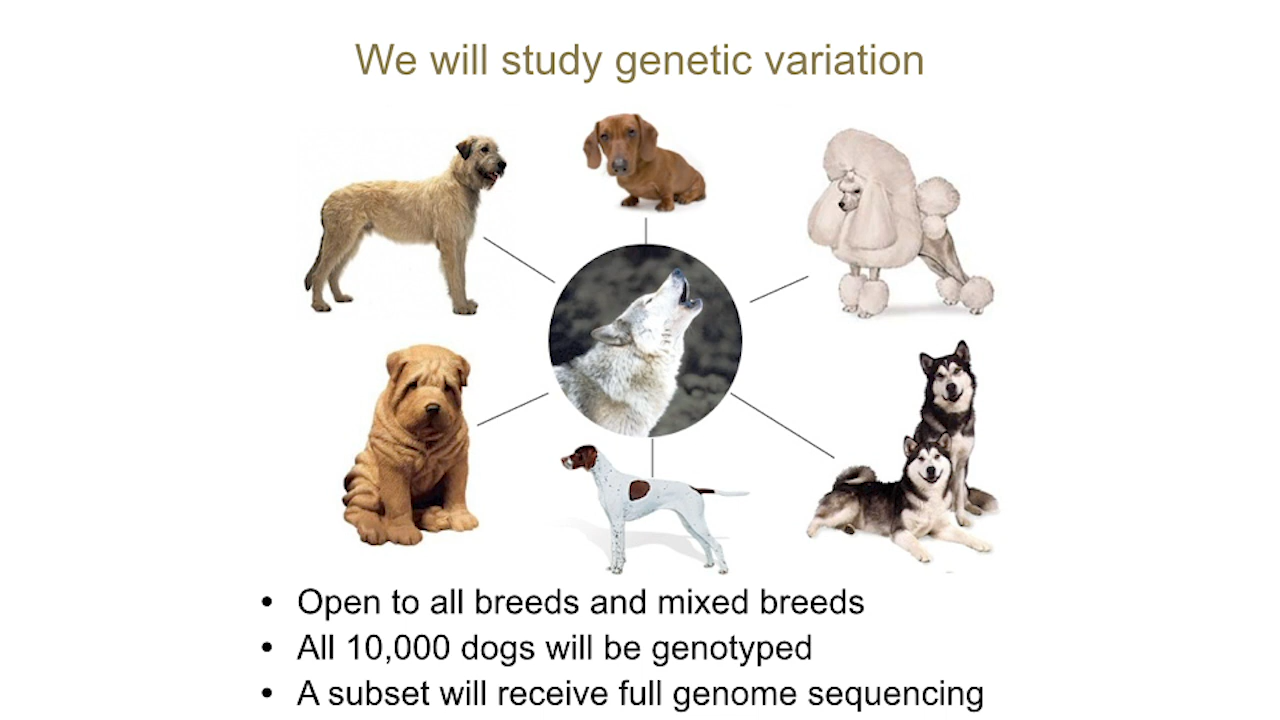 We will study genetic variation
• Open to all breeds and mixed breeds
• All 10,000 dogs will be genotyped
• A subset will receive full genome sequencing